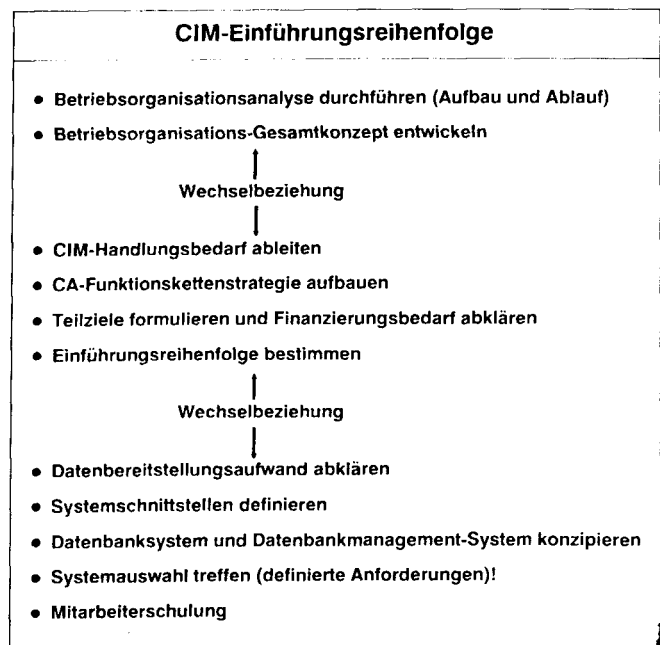 CIM-Einführungsreihenfolge
• Betriebsorganisationsanalyse durchführen (Aufbau und Ablauf)
• Betriebsorganisations-Gesamtkonzept entwickeln
Wechselbeziehung
• CIM-Handlungsbedarf ableiten
• CA-Funktionskettenstrategie aufbauen
• Teilziele formulieren und Finanzierungsbedarf abklären
• Einführungsreihenfolge bestimmen
Wechselbeziehung
• Datenbereitstellungsaufwand abklären
• Systemschnittstellen definieren
• Datenbanksystem und Datenbankmanagement-System konzipieren
• Systemauswahl treffen (definierte Anforderungen)!
• Mitarbeiterschulung